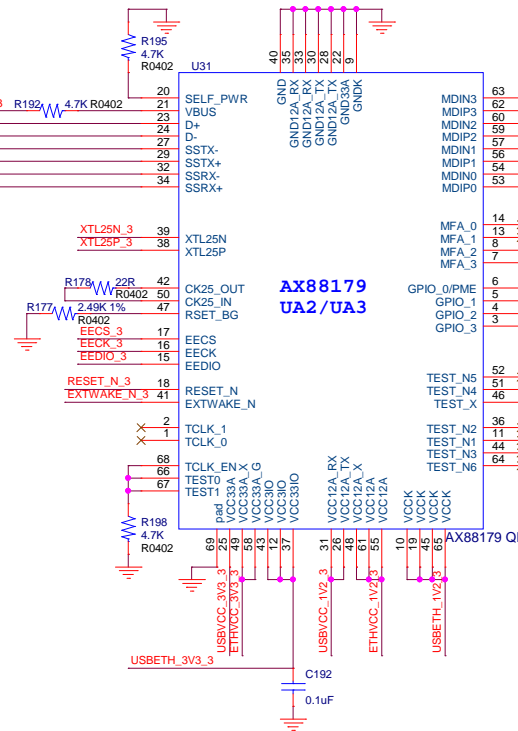 R195
4.7K
R0402
U31
40
35
33
30
28
22
9
GND
GND12A_RX
GND12A_RX
GND12A_TX
GND12A_TX
GND33A
GNDK
3
R192
4.7K
R0402
20
SELF_PWR
21
VBUS
23
D+
24
D-
27
SSTX-
29
SSTX+
32
SSRX-
34
SSRX+
MDIN3
63
MDIP3
62
MDIN2
60
MDIP2
59
MDIN1
57
MDIP1
56
MDIN0
54
MDIP0
53
XTL25N_3
39
XTL25N
XTL25P_3
38
XTL25P
MFA_0
14
MFA_1
13
MFA_2
8
MFA_3
7
R178
22R
R0402
42
CK25_OUT
50
CK25_IN
R177
2.49K 1%
R0402
47
RSET_BG
AX88179
UA2/UA3
GPIO_0/PME
6
GPIO_1
5
GPIO_2
4
GPIO_3
3
EECS_3
17
EECS
EECK_3
16
EECK
EEDIO_3
15
EEDIO
RESET_N_3
18
RESET_N
EXTWAKE_N_3
41
EXTWAKE_N
TEST_N5
52
TEST_N4
51
TEST_X
46
2
TCLK_1
1
TCLK_0
TEST_N2
36
TEST_N1
11
TEST_N3
44
TEST_N6
64
68
TCLK_EN
66
TEST0
67
TEST1
pad
VCC33A
VCC33A_X
VCC33A_G
VCC3IO
VCC3IO
VCC33IO
VCC12A_RX
VCC12A_TX
VCC12A_X
VCC12A
VCC12A
VCCK
VCCK
VCCK
VCCK
R198
4.7K
R0402
AX88179 Q
69
25
49
58
43
12
37
31
26
48
61
55
10
19
45
65
USBVCC_3V3_3
ETHVCC_3V3_3
USBVCC_1V2_3
ETHVCC_1V2_3
USBETH_1V2_3
USBETH_3V3_3
C192
0.1uF